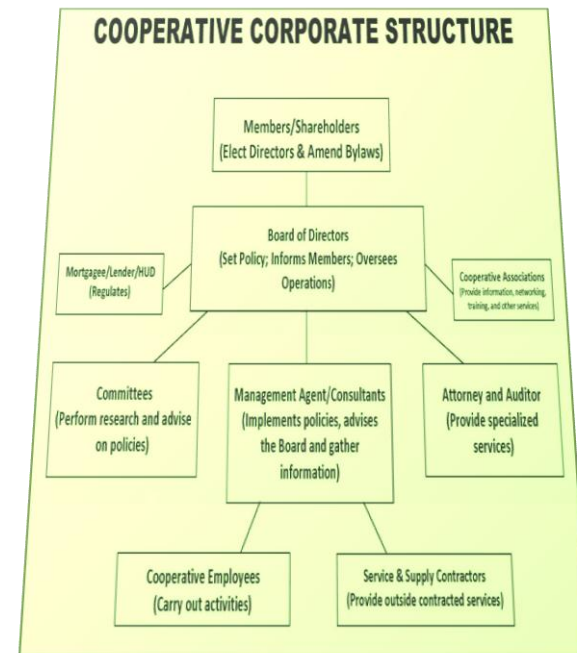 COOPERATIVE CORPORATE STRUCTURE
Members/Shareholders
(Elect Directors & Amend Bylaws)
Board of Directors
(Set Policy; Informs Members; Oversees
Operations)
Mortgagee/Lender/HUD
(Regulates)
Cooperative Associations
(Provide information, networking,
training, and other services)
Committees
(Perform research and advise
on policies)
Management Agent/Consultants
(Implements policies, advises
the Board and gather
information)
Attorney and Auditor
(Provide specialized
services)
Cooperative Employees
(Carry out activities)
Service & Supply Contractors
(Provide outside contracted services)